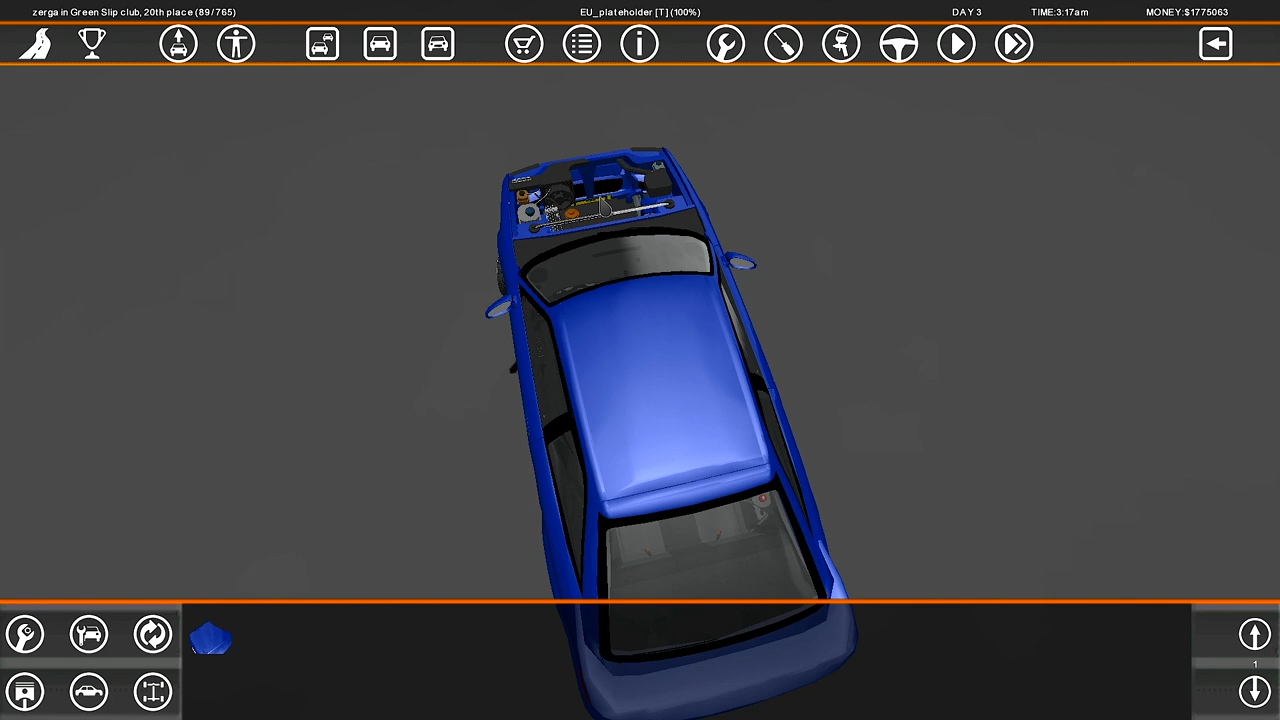 zerga in Green Slip club, 20th place (89/765)
EU_plateholder [T] (100%)
DAY 3
TIME:3:17am
MONEY:$1775063
1